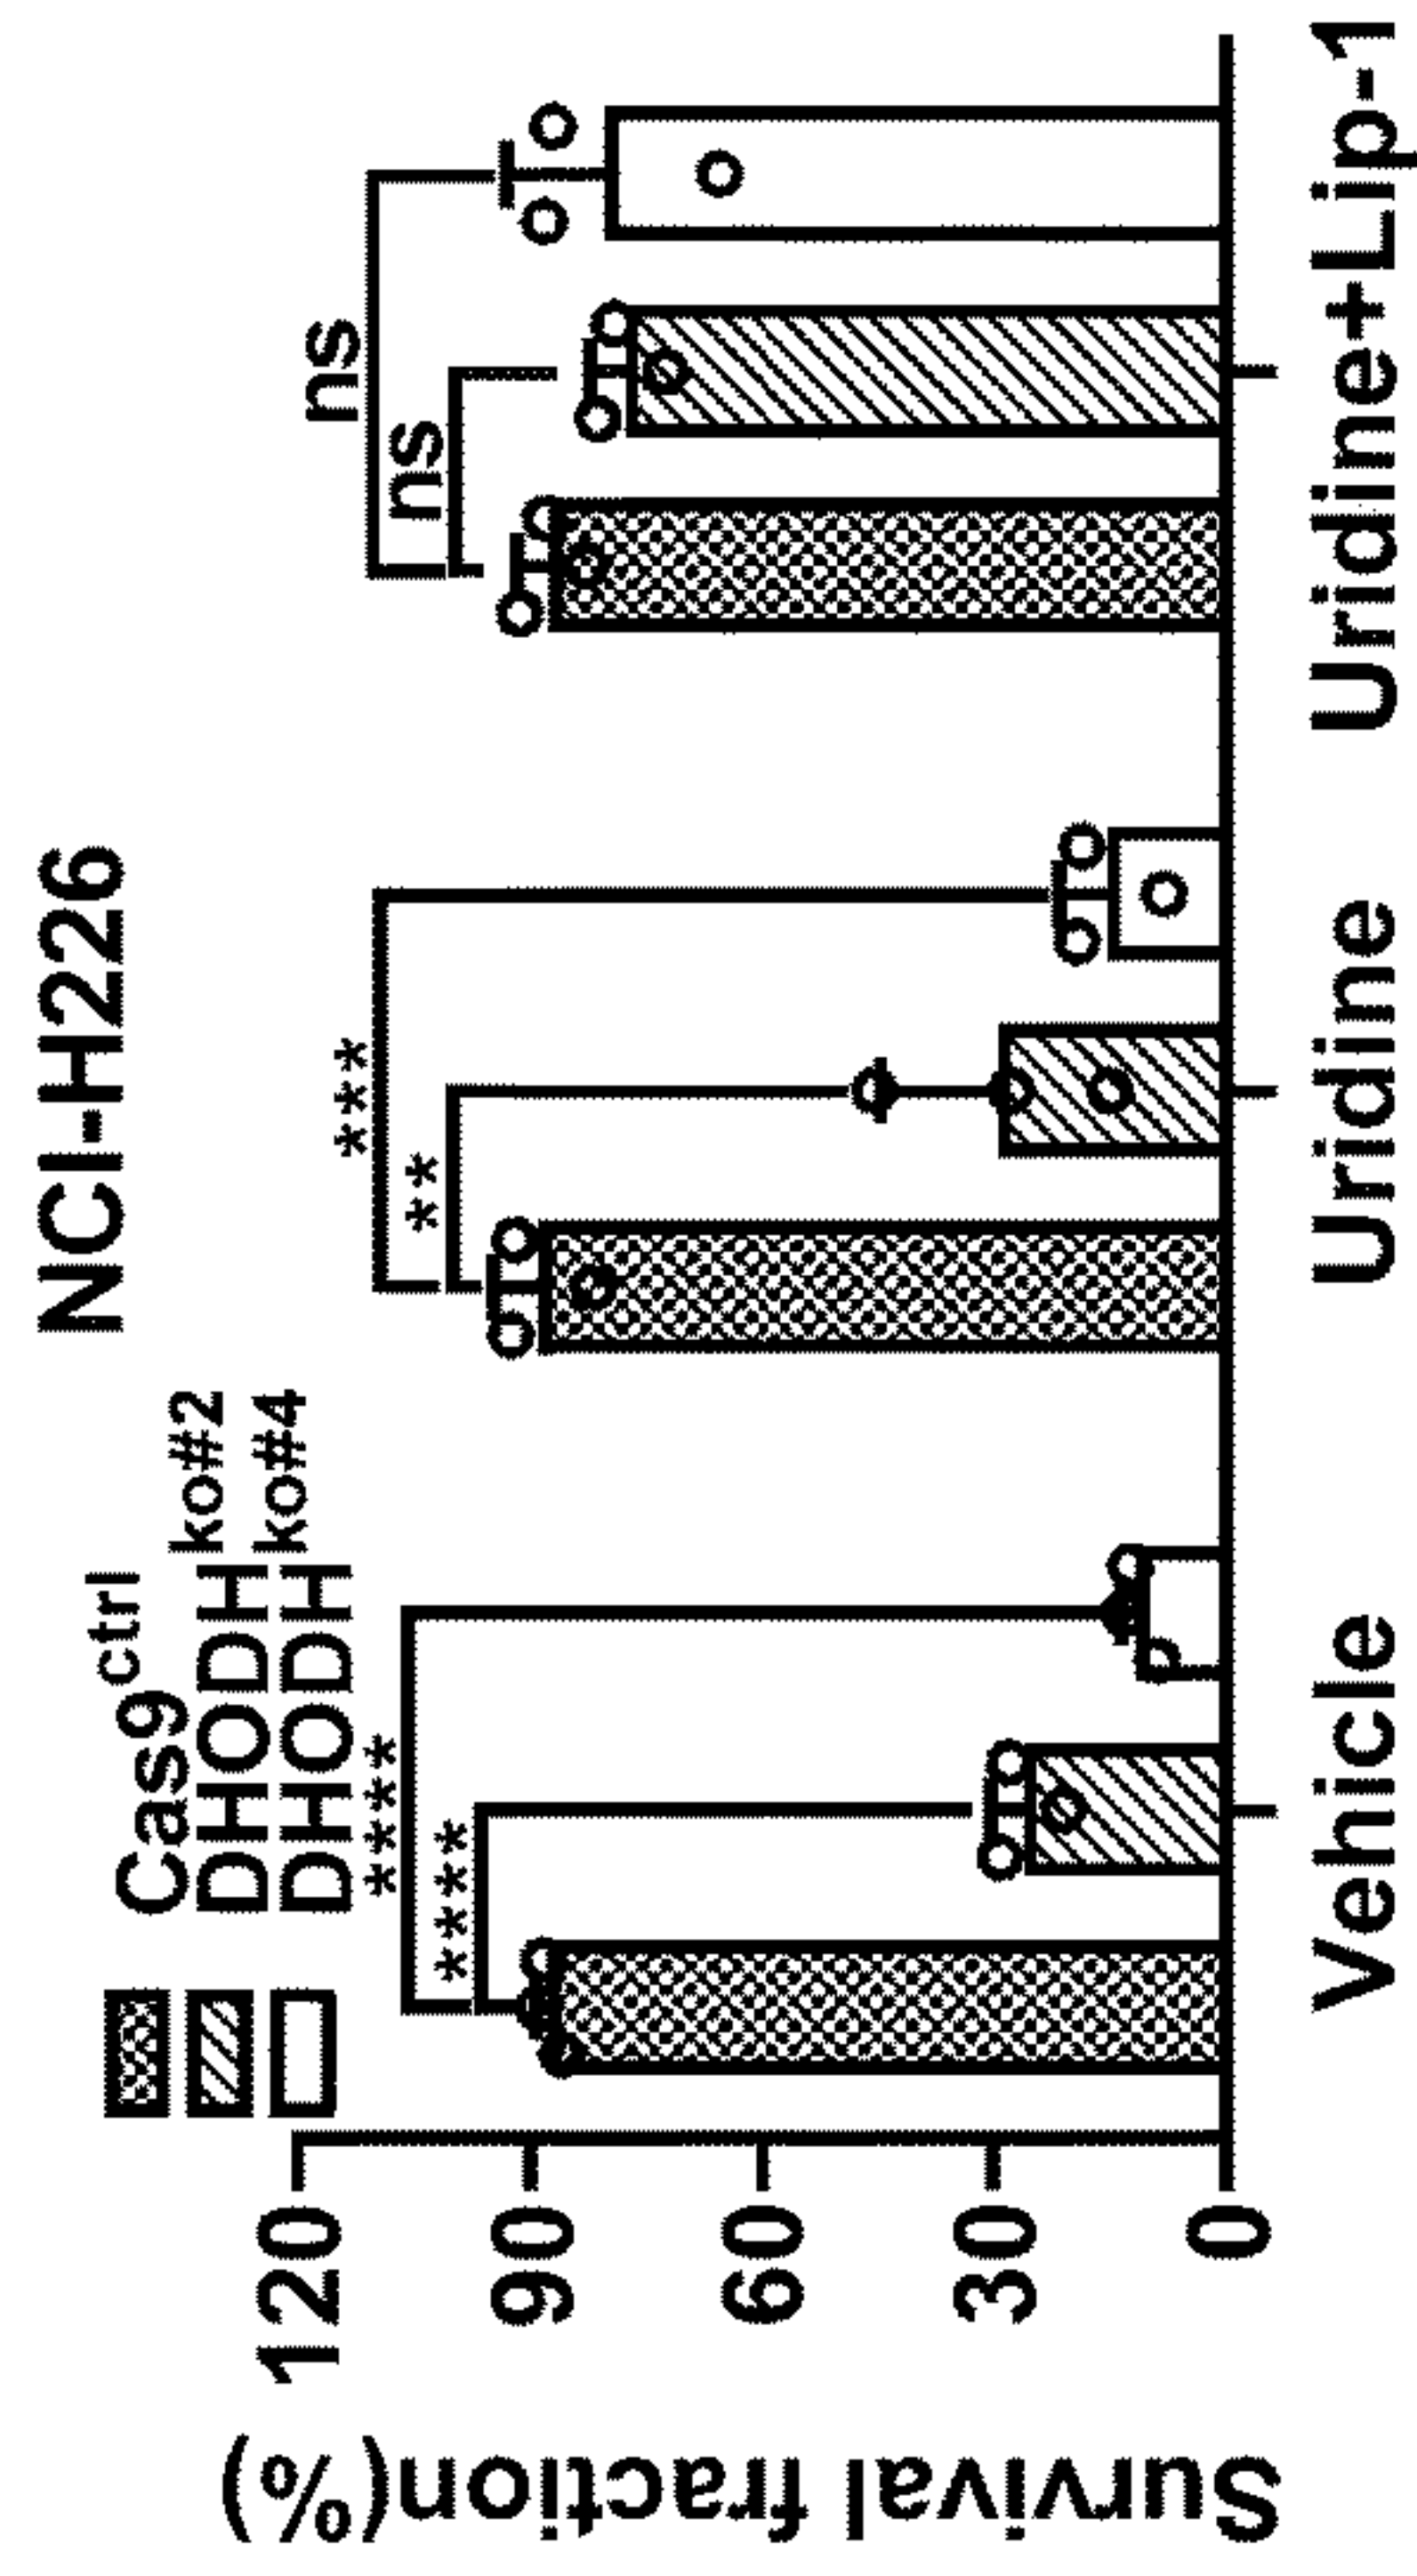 NCI-H226
Cas9ctrl
DHODHko#2
DHODHko#4
Survival fraction(%)
120
90
60
30
0
****
****
***
**
ns
ns
Vehicle
Uridine
Uridine+Lip-1